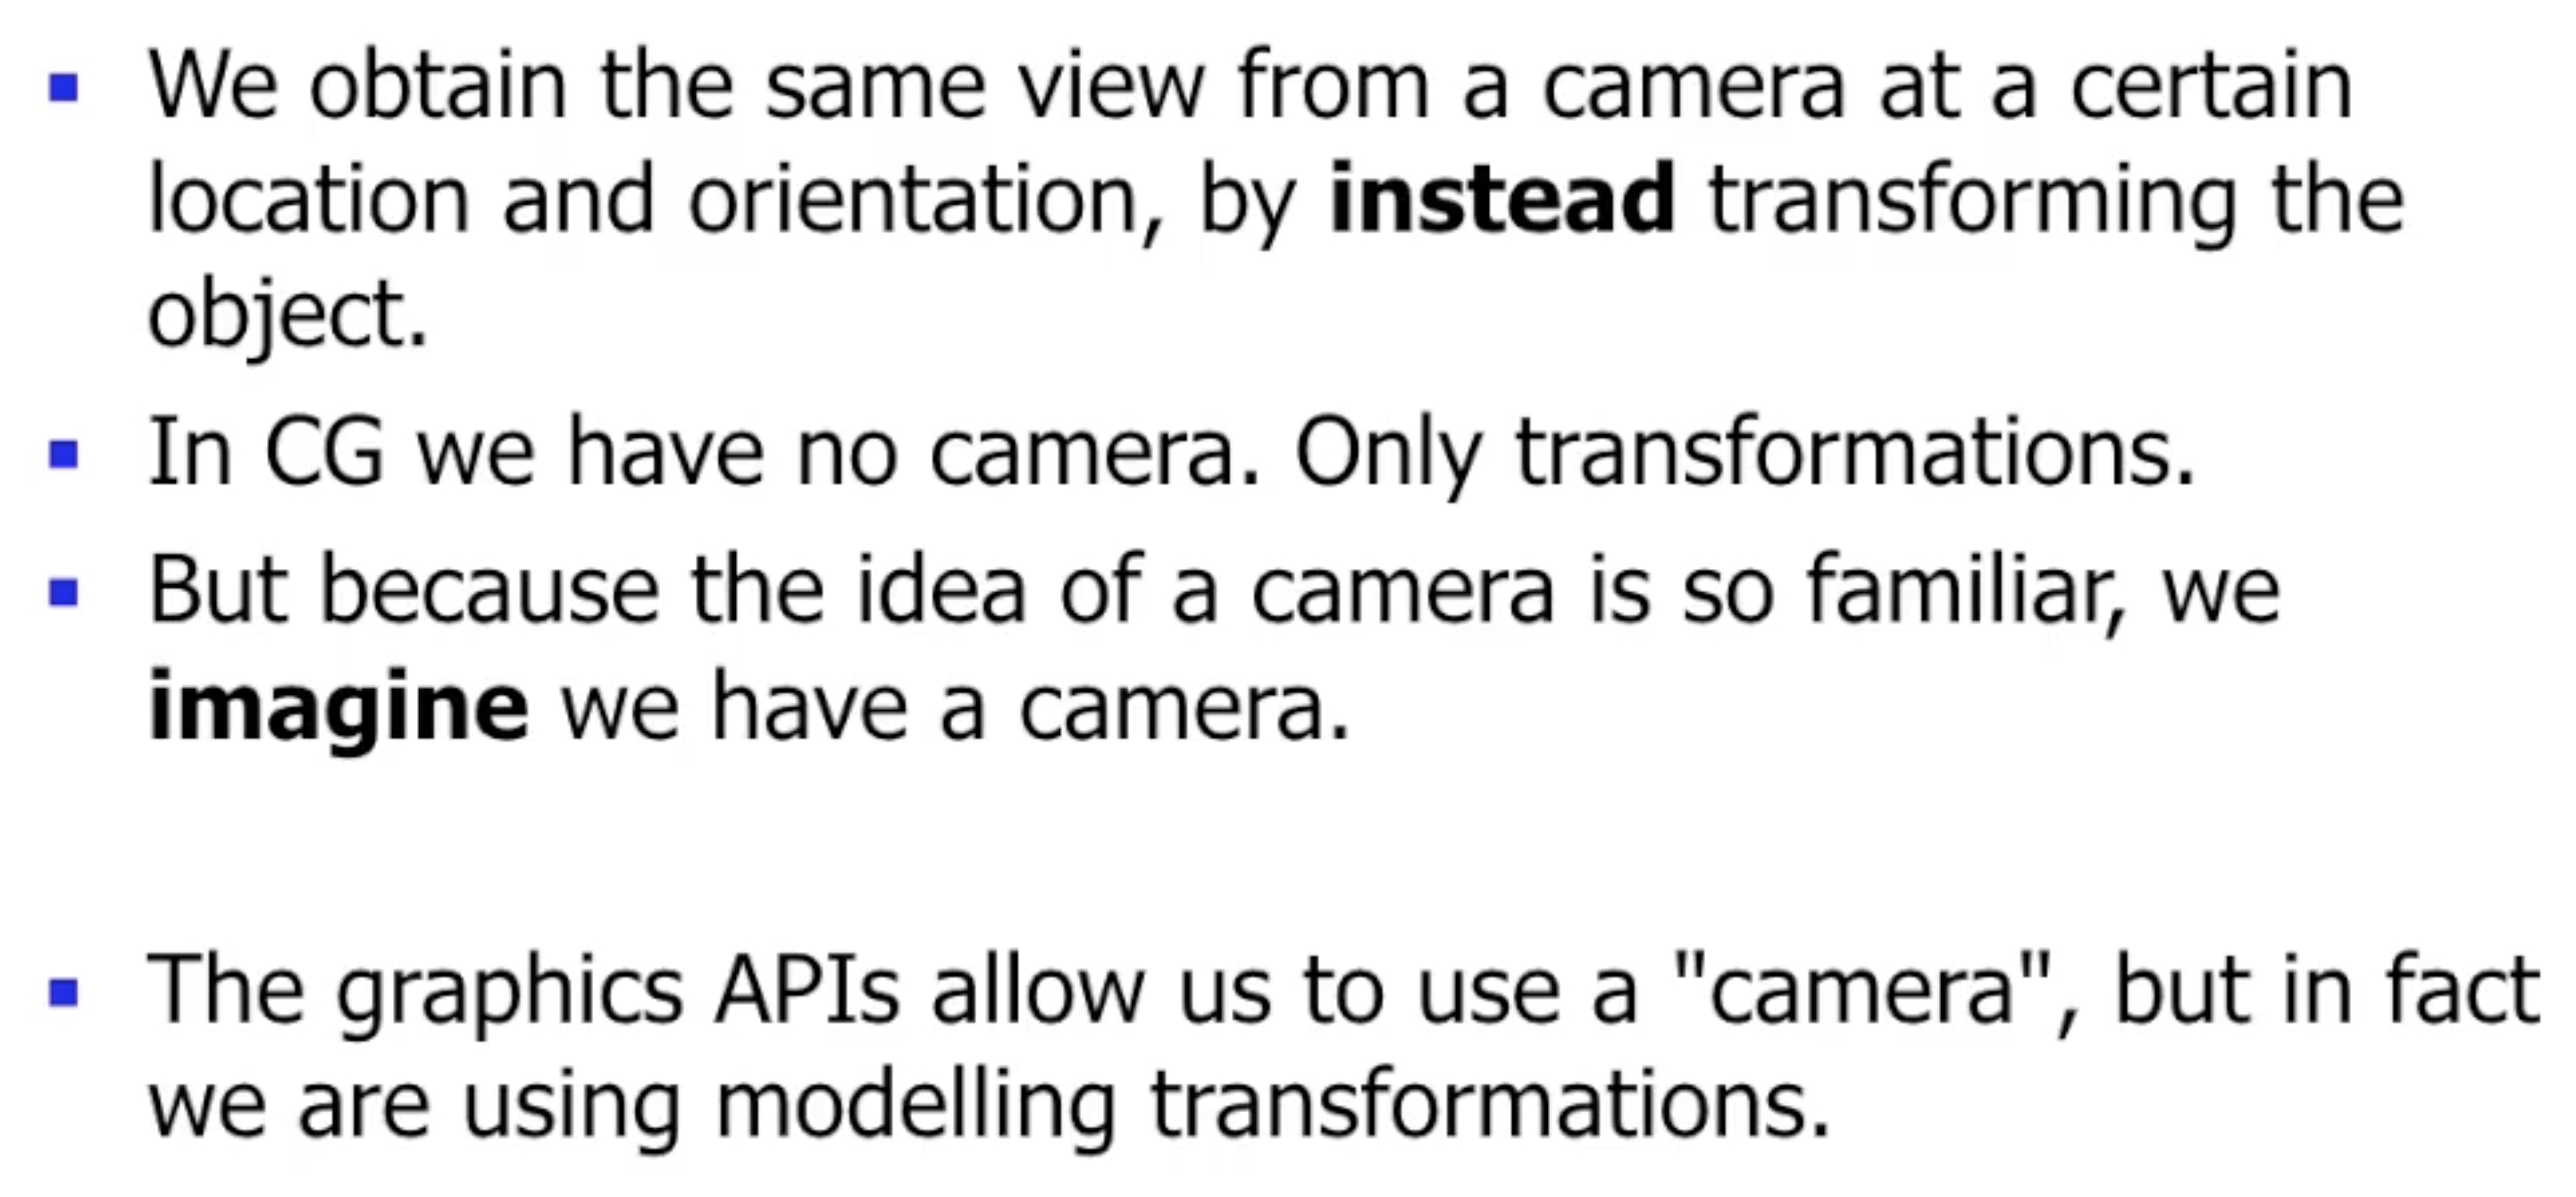 We obtain the same view from a camera at a certain
location and orientation, by instead transforming the
object.
In CG we have no camera. Only transformations.
But because the idea of a camera is so familiar, we
imagine we have a camera.
The graphics APIs allow us to use a "camera", but in fact
we are using modelling transformations.